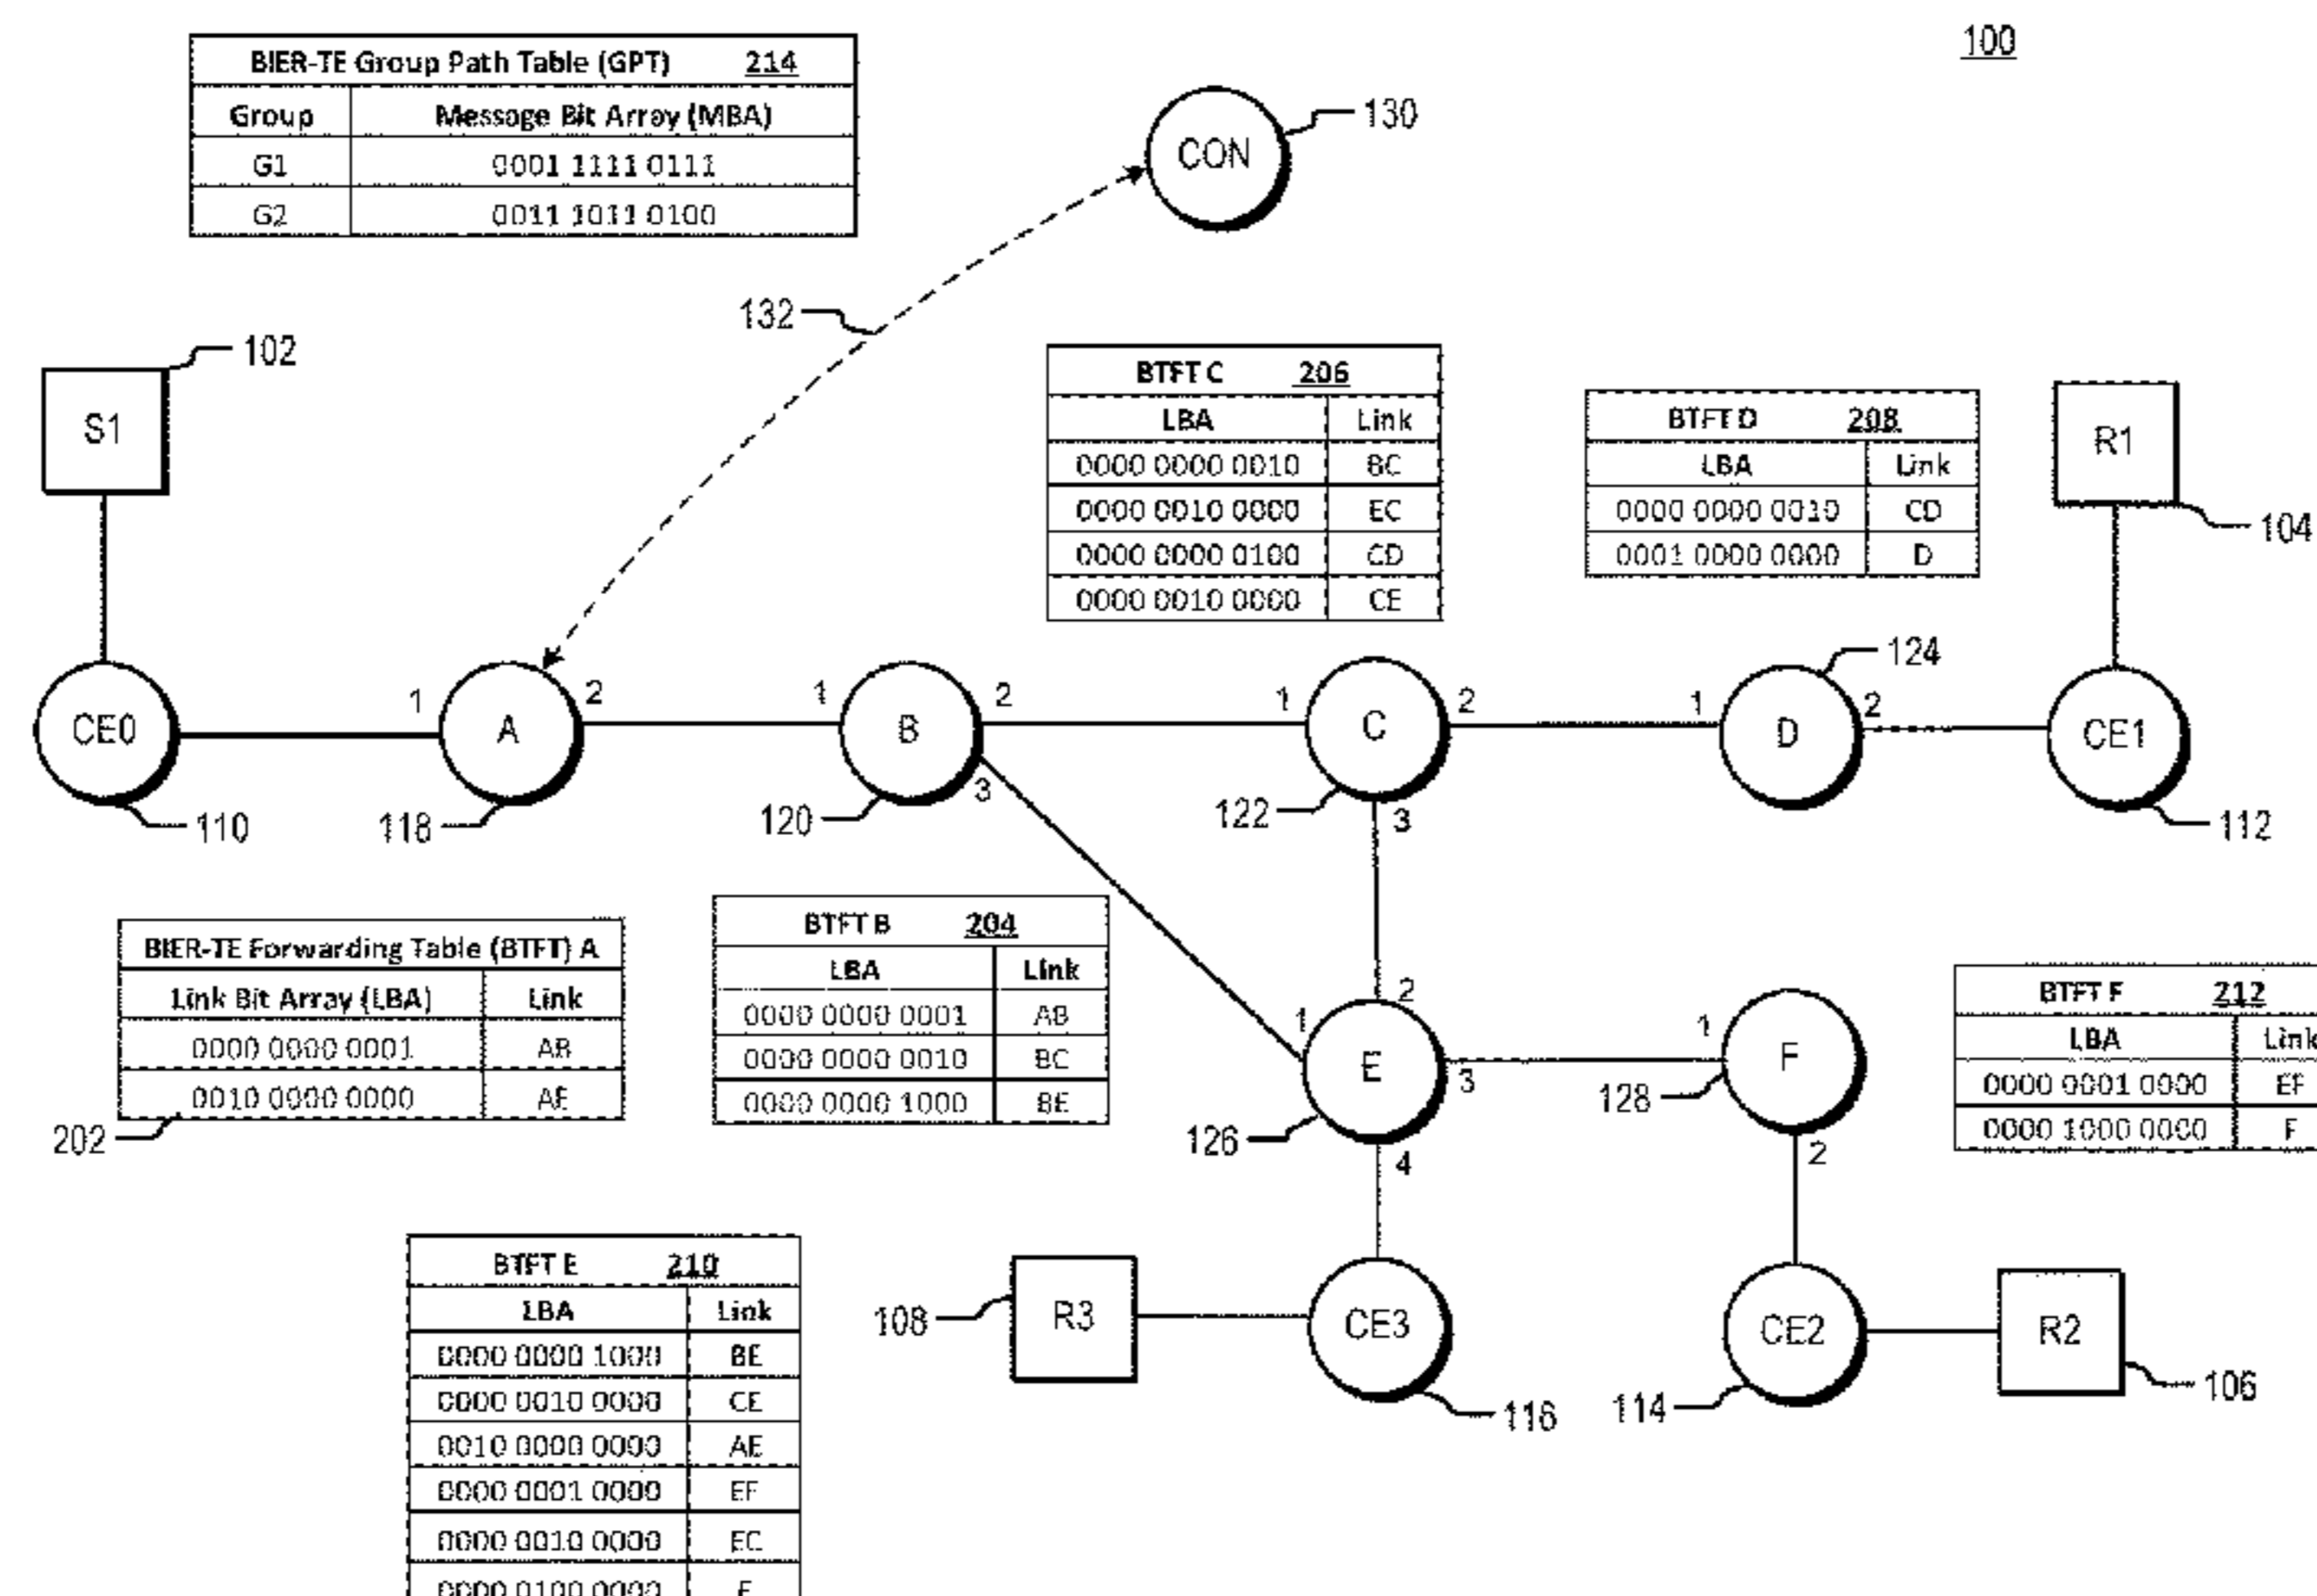 100
BIER-TE Group Path Table (GPT) 214
Group Message Bit Array (MBA)
G1 0001 1111 0111
G2 0011 1011 0100
CON
130
132
102
S1
BTFT C 206
LBA Link
0000 0000 0010 BC
0000 0010 0000 EC
0000 0000 0100 CD
0000 0010 0000 CE
BTFT D 208
LBA Link
0000 0000 0010 CD
0001 0000 0000 D
R1
104
CE0 1 A 2 1 B 2 1 C 2 1 D 2 CE1
3
3
124
110
118
120
122
112
BIER-TE Forwarding Table (BTFT) A
Link Bit Array (LBA) Link
0000 0000 0001 AB
0010 0000 0000 AE
202
BTFT B 204
LBA Link
0000 0000 0001 AB
0000 0000 0010 BC
0000 0000 1000 BE
2
1 E 3 1 F
4
2
126
128
BTFT F 212
LBA Link
0000 0001 0000 EF
0000 1000 0000 F
BTFT E 210
LBA Link
0000 0000 1000 BE
0000 0010 0000 CE
0010 0000 0000 AE
0000 0001 0000 EF
0000 0010 0000 EC
0000 0100 0000 E
108
R3
CE3
116
114
CE2
R2
106